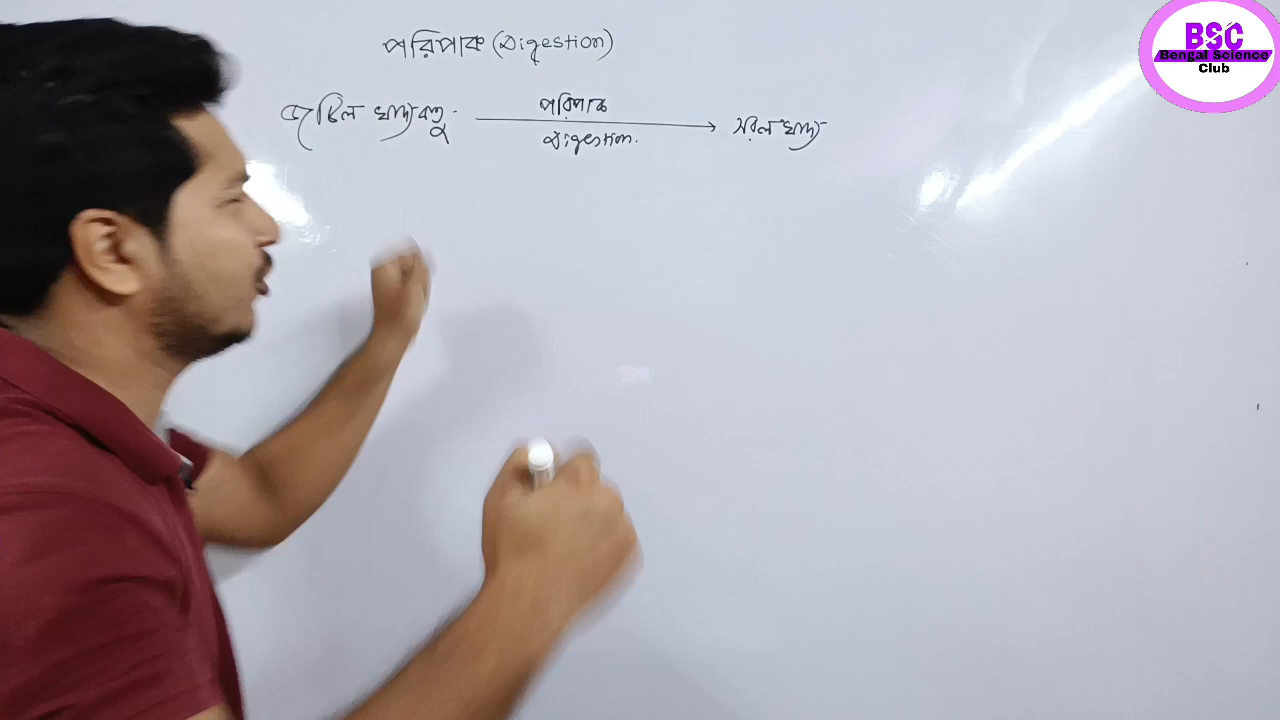 পরিপাক (Digestion)
জটিল খাদ্যবস্তু পরিপাক → সরল খাদ্য
Digestion.
BSC
Bengal Science
Club